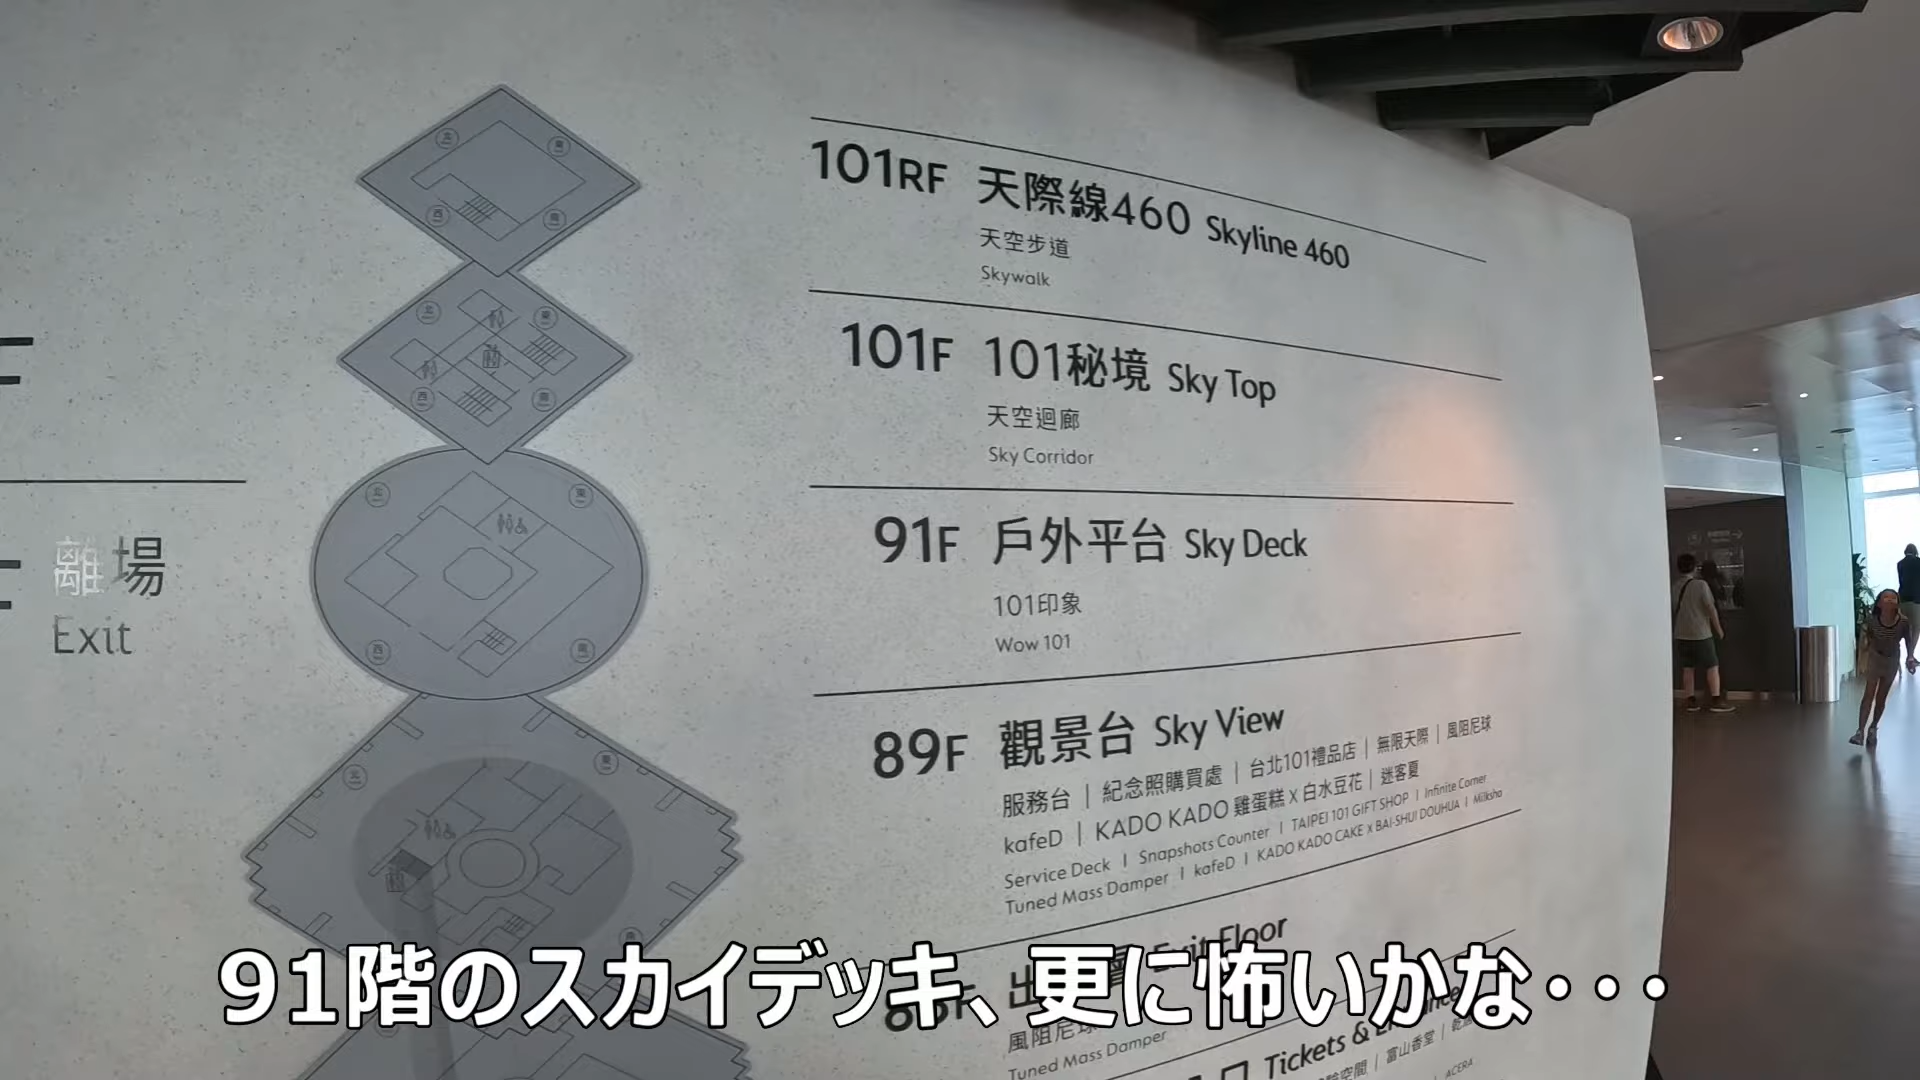 101RF 天際線460 Skyline 460
天空步道
Skywalk
101F 101秘境 Sky Top
天空迴廊
Sky Corridor
91F 戶外平台 Sky Deck
101印象
Wow 101
離場
Exit
89F 觀景台 Sky View
服務台 | 紀念照購買處 | 台北101禮品店 | 無限天際 | 風阻尼球
kafeD | KADO KADO 雞蛋糕 X 白水豆花 | 迷客夏
Service Deck | Snapshots Counter | TAIPEI 101 GIFT SHOP | Infinite Corner
Tuned Mass Damper | kafeD | KADO KADO CAKE X BAI-SHUI DOUHUA | Milksha
出 Exit Floor
風阻尼球
Tuned Mass Damper
Tickets &
富山香堂
ACERA
91階のスカイデッキ、更に怖いかな・・・